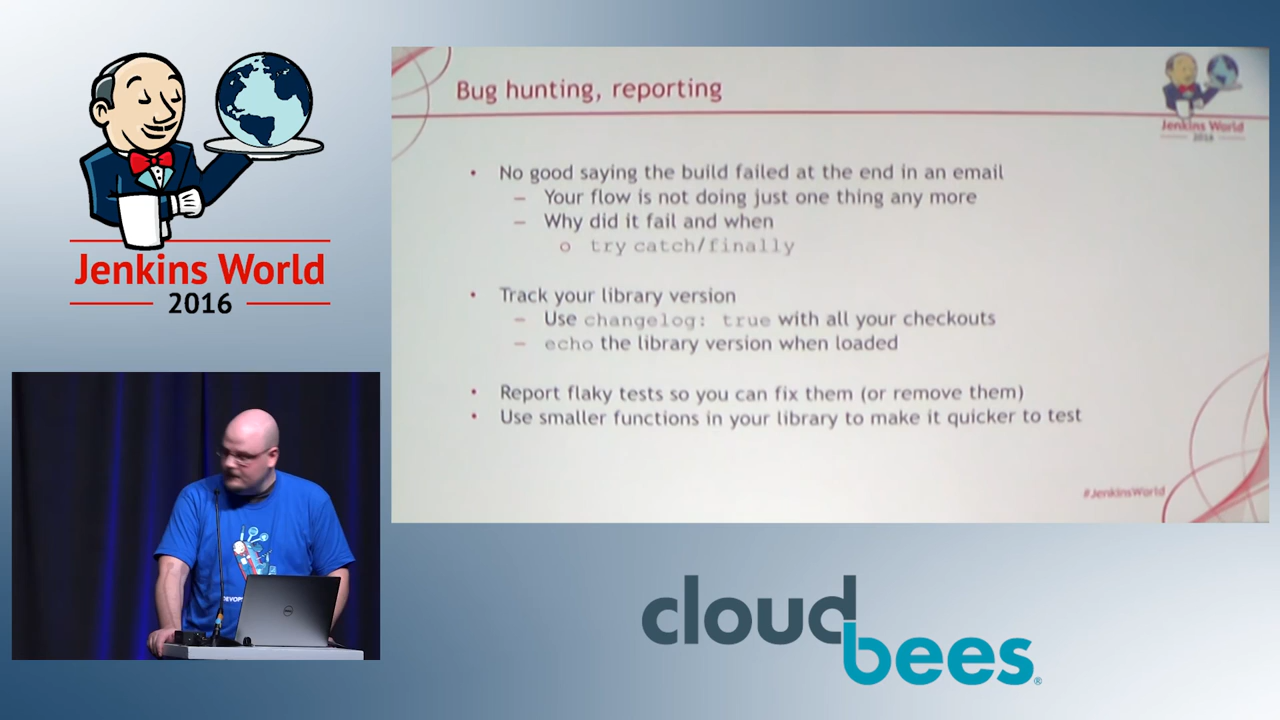 Jenkins World
2016
Bug hunting, reporting
Jenkins World
2016
• No good saying the build failed at the end in an email
– Your flow is not doing just one thing any more
– Why did it fail and when
o try catch/finally
• Track your library version
– Use changelog: true with all your checkouts
– echo the library version when loaded
• Report flaky tests so you can fix them (or remove them)
• Use smaller functions in your library to make it quicker to test
#JenkinsWorld
DELL
cloud
bees®